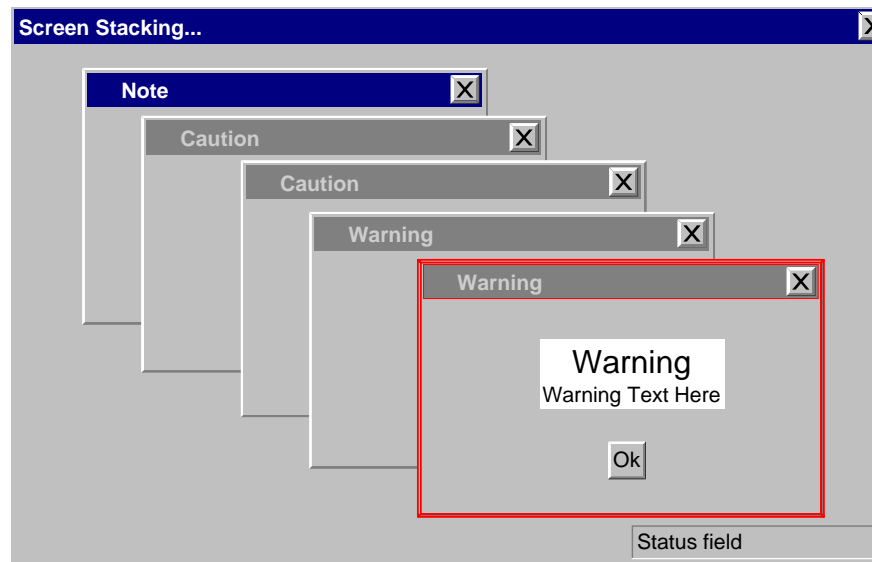 Screen Stacking...
X
Note
X
Caution
X
Caution
X
Warning
X
Warning
X
Warning
Warning Text Here
Ok
Status field